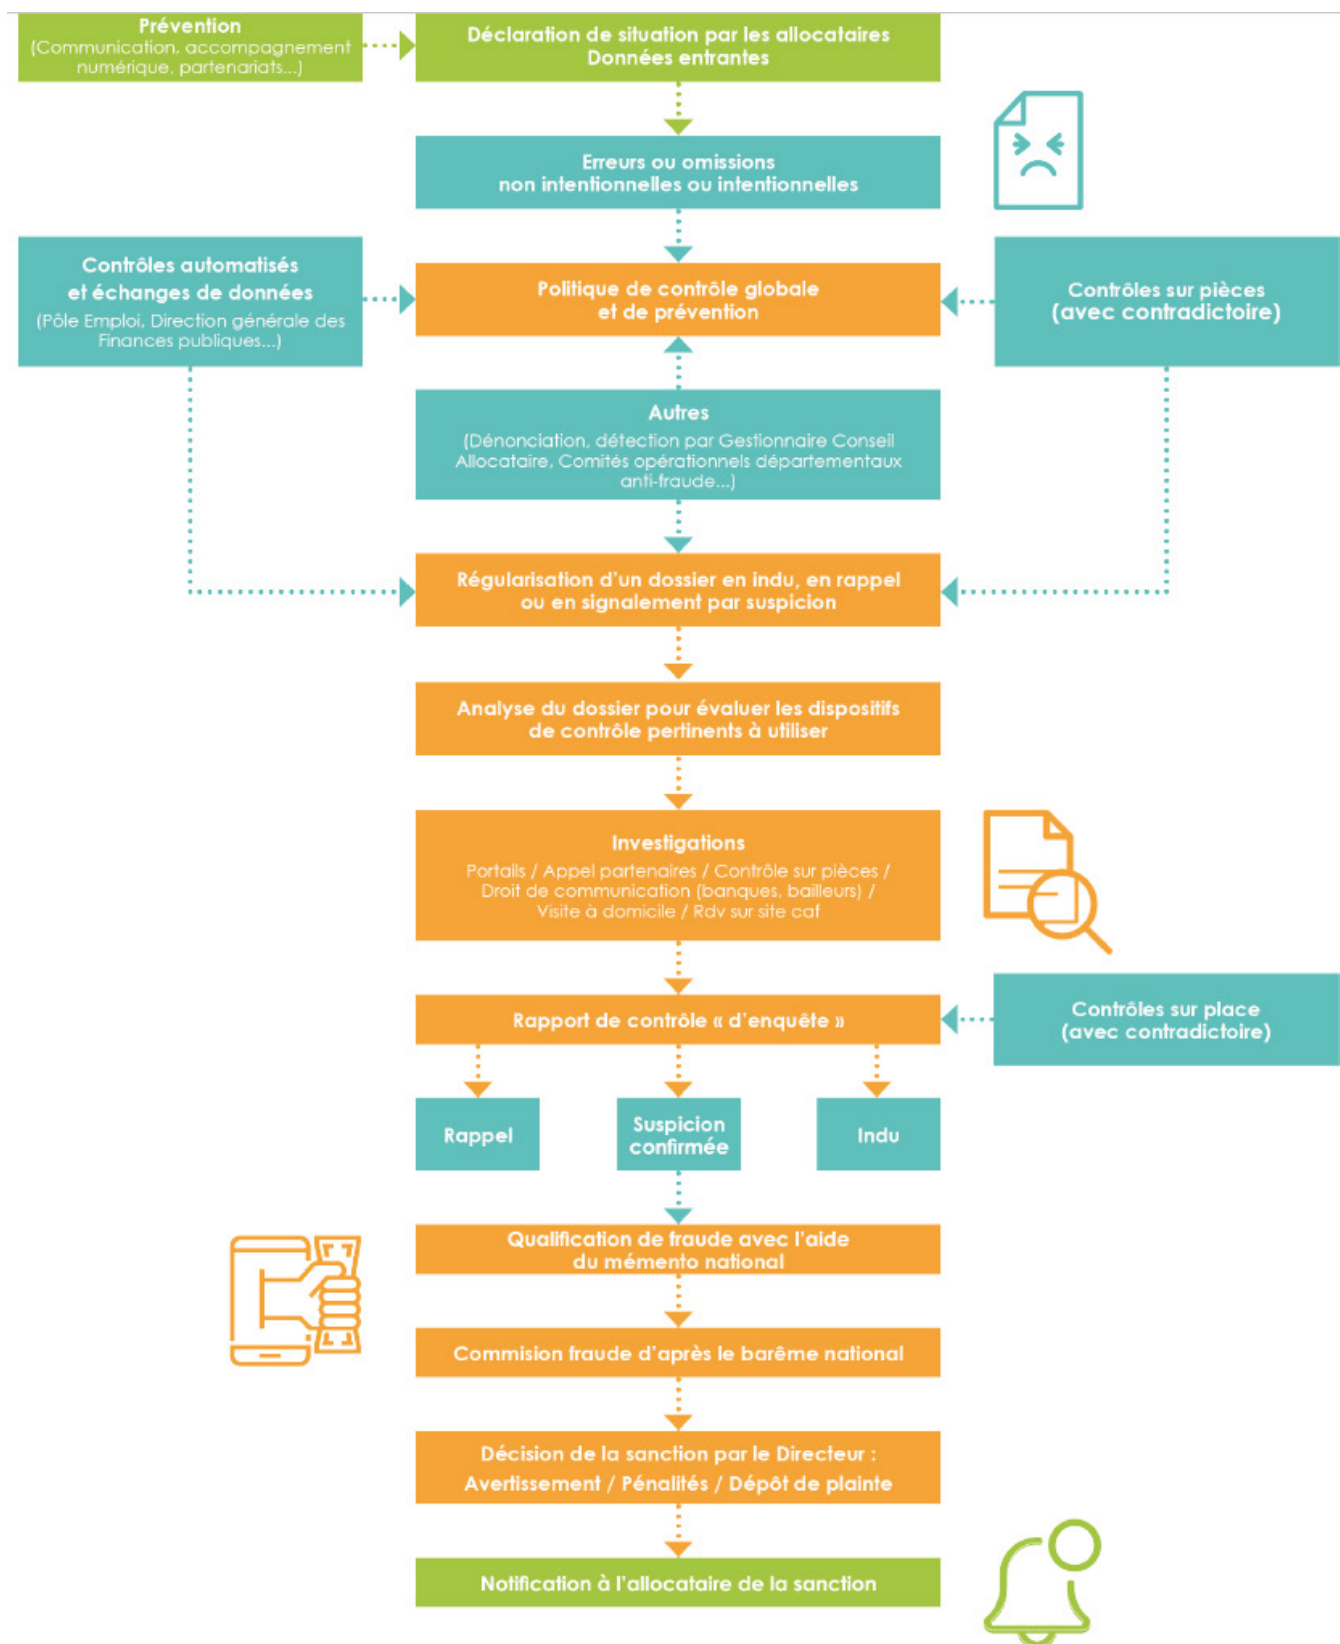 Prévention
(Communication, accompagnement
numérique, partenariats...)
Déclaration de situation par les allocataires
Données entrantes
Erreurs ou omissions
non intentionnelles ou intentionnelles
Contrôles automatisés
et échanges de données
(Pôle Emploi, Direction générale des
Finances publiques...)
Politique de contrôle globale
et de prévention
Contrôles sur pièces
(avec contradictoire)
Autres
(Dénonciation, détection par Gestionnaire Conseil
Allocataire, Comités opérationnels départementaux
anti-fraude...)
Régularisation d'un dossier en indu, en rappel
ou en signalement par suspicion
Analyse du dossier pour évaluer les dispositifs
de contrôle pertinents à utiliser
Investigations
Portails / Appel partenaires / Contrôle sur pièces /
Droit de communication (banques, bailleurs) /
Visite à domicile / Rdv sur site caf
Rapport de contrôle « d'enquête »
Contrôles sur place
(avec contradictoire)
Rappel
Suspicion
confirmée
Indu
Qualification de fraude avec l'aide
du mémento national
Commision fraude d'après le barême national
Décision de la sanction par le Directeur :
Avertissement / Pénalités / Dépôt de plainte
Notification à l'allocataire de la sanction